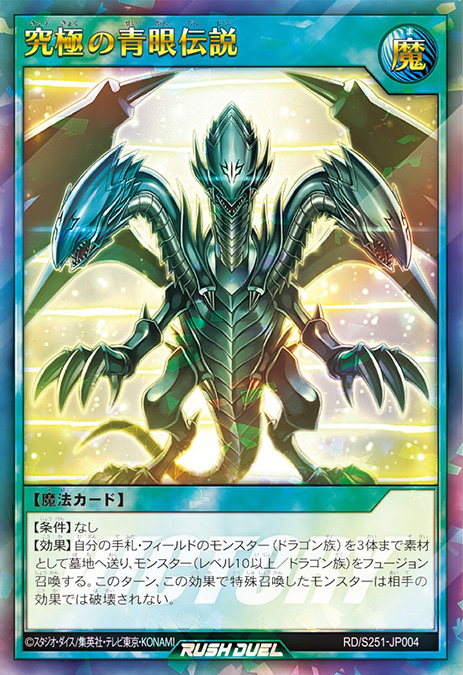 究極の青眼伝説
魔
【魔法カード】
【条件】なし
【効果】自分の手札・フィールドのモンスター(ドラゴン族)を3体まで素材
として墓地へ送り、モンスター(レベル10以上/ドラゴン族)をフュージョン
召喚する。このターン、この効果で特殊召喚したモンスターは相手の
効果では破壊されない。
©スタジオ・ダイス/集英社・テレビ東京・KONAMI
RUSH DUEL
RD/S251-JP004